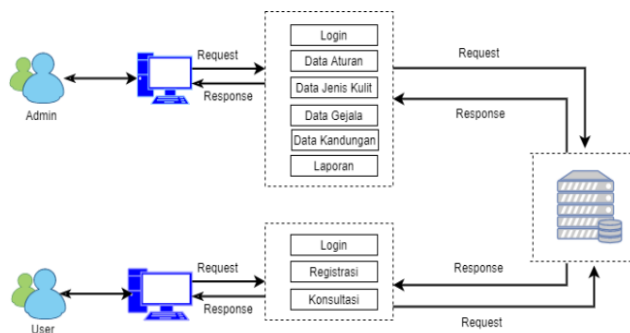 Login
Data Aturan
Data Jenis Kulit
Data Gejala
Data Kandungan
Laporan
Request
Response
Admin
Request
Response
Login
Registrasi
Konsultasi
Request
Response
User
Response
Request